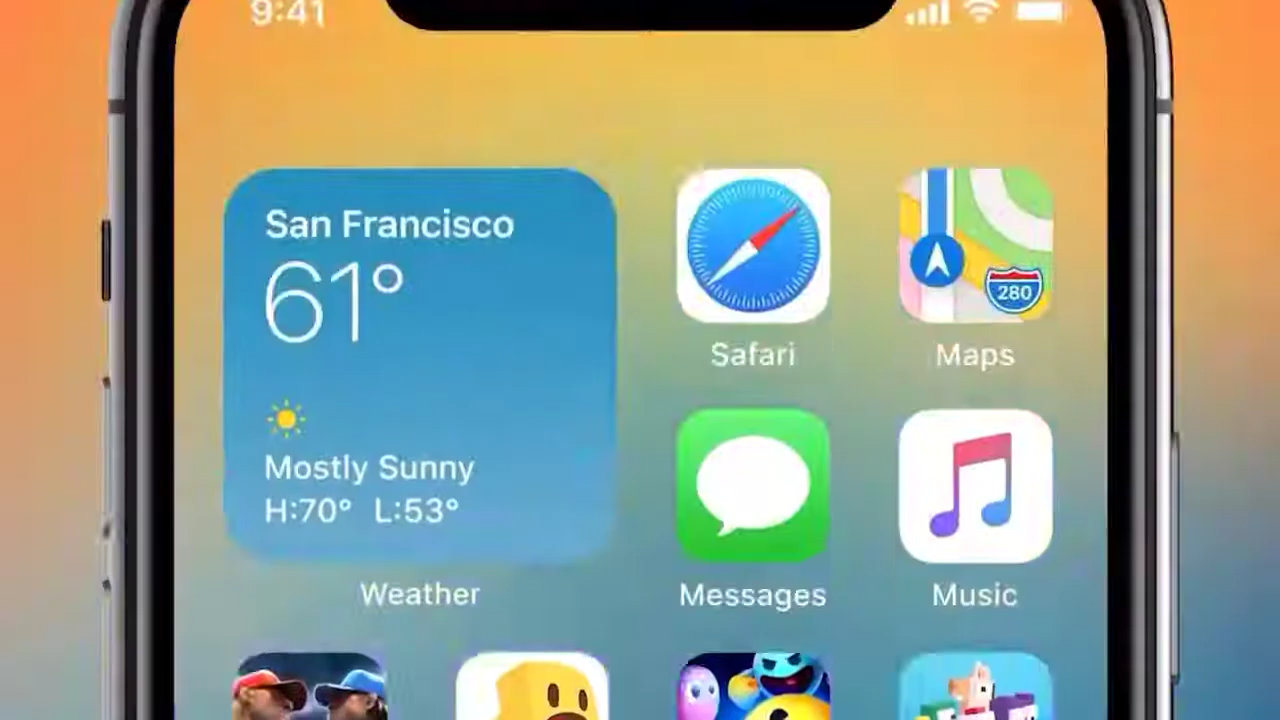 9:41
San Francisco
61°
Mostly Sunny
H:70° L:53°
Weather
Safari
280
Maps
Messages
Music